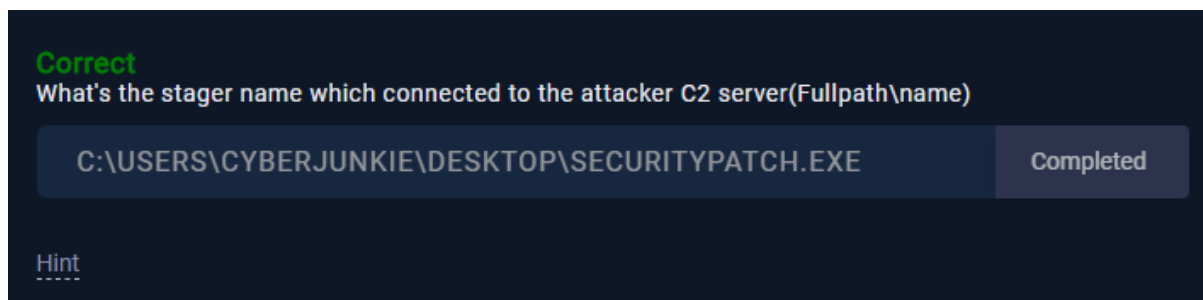 Correct
What's the stager name which connected to the attacker C2 server(Fullpath\name)
C:\USERS\CYBERJUNKIE\DESKTOP\SECURITYPATCH.EXE
Completed
Hint